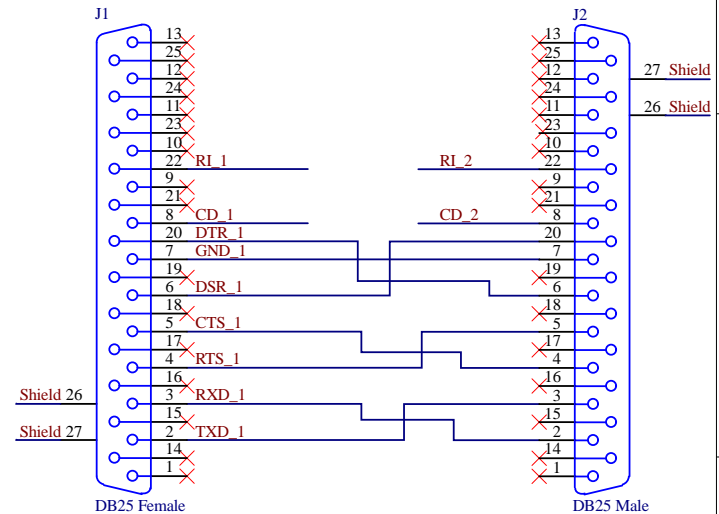 J1 J2
13 13
25 25
12 12 27 Shield
24 24
11 11 26 Shield
23 23
10 10
22 RI_1 RI_2 22
9 9
21 21
8 CD_1 CD_2 8
20 DTR_1 20
7 GND_1 7
19 19
6 DSR_1 6
18 18
5 CTS_1 5
17 17
4 RTS_1 4
16 16
Shield 26 3 RXD_1 3
15 15
Shield 27 2 TXD_1 2
14 14
1 1
DB25 Female DB25 Male